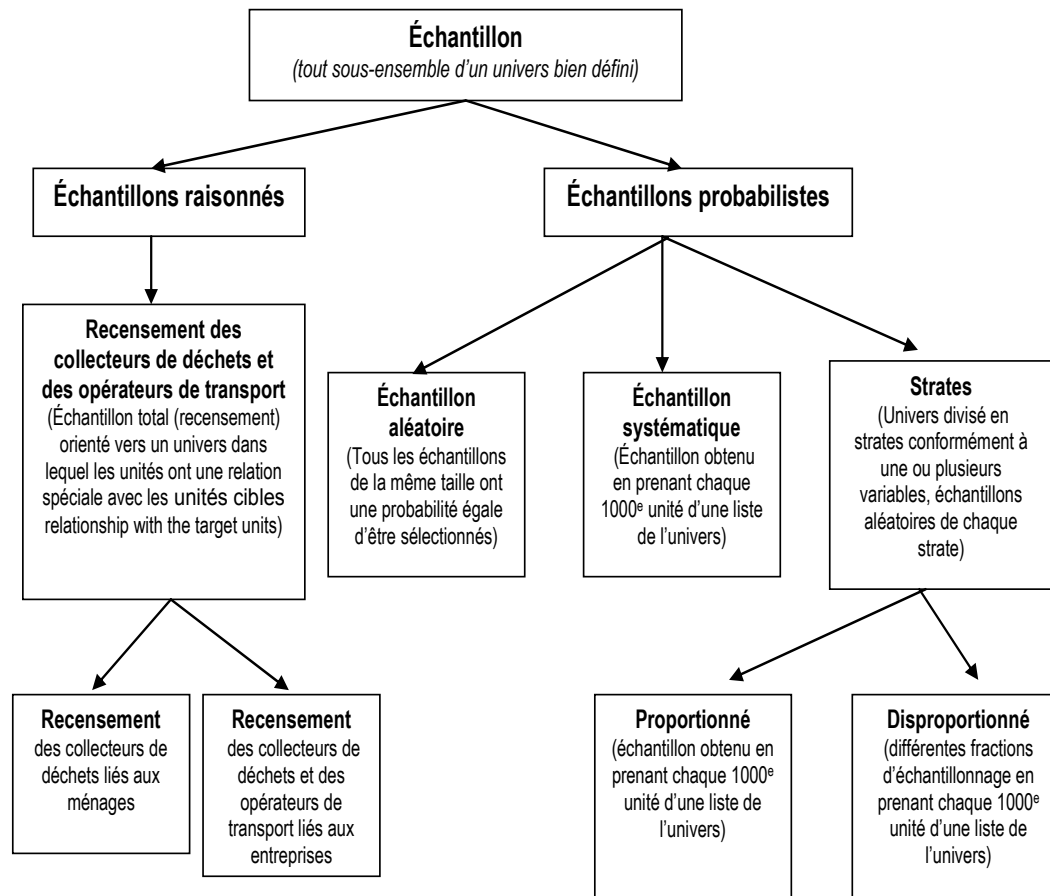 Échantillon
(tout sous-ensemble d'un univers bien défini)
Échantillons raisonnés
Échantillons probabilistes
Recensement des
collecteurs de déchets et
des opérateurs de transport
(Échantillon total (recensement)
orienté vers un univers dans
lequel les unités ont une relation
spéciale avec les unités cibles
relationship with the target units)
Échantillon
aléatoire
(Tous les échantillons
de la même taille ont
une probabilité égale
d'être sélectionnés)
Échantillon
systématique
(Échantillon obtenu
en prenant chaque
1000e unité d'une liste
de l'univers)
Strates
(Univers divisé en
strates conformément à
une ou plusieurs
variables, échantillons
aléatoires de chaque
strate)
Recensement
des collecteurs de
déchets liés aux
ménages
Recensement
des collecteurs de
déchets et des
opérateurs de
transport liés aux
entreprises
Proportionné
(échantillon obtenu en
prenant chaque 1000e
unité d'une liste de
l'univers)
Disproportionné
(différentes fractions
d'échantillonnage en
prenant chaque 1000e
unité d'une liste de
l'univers)